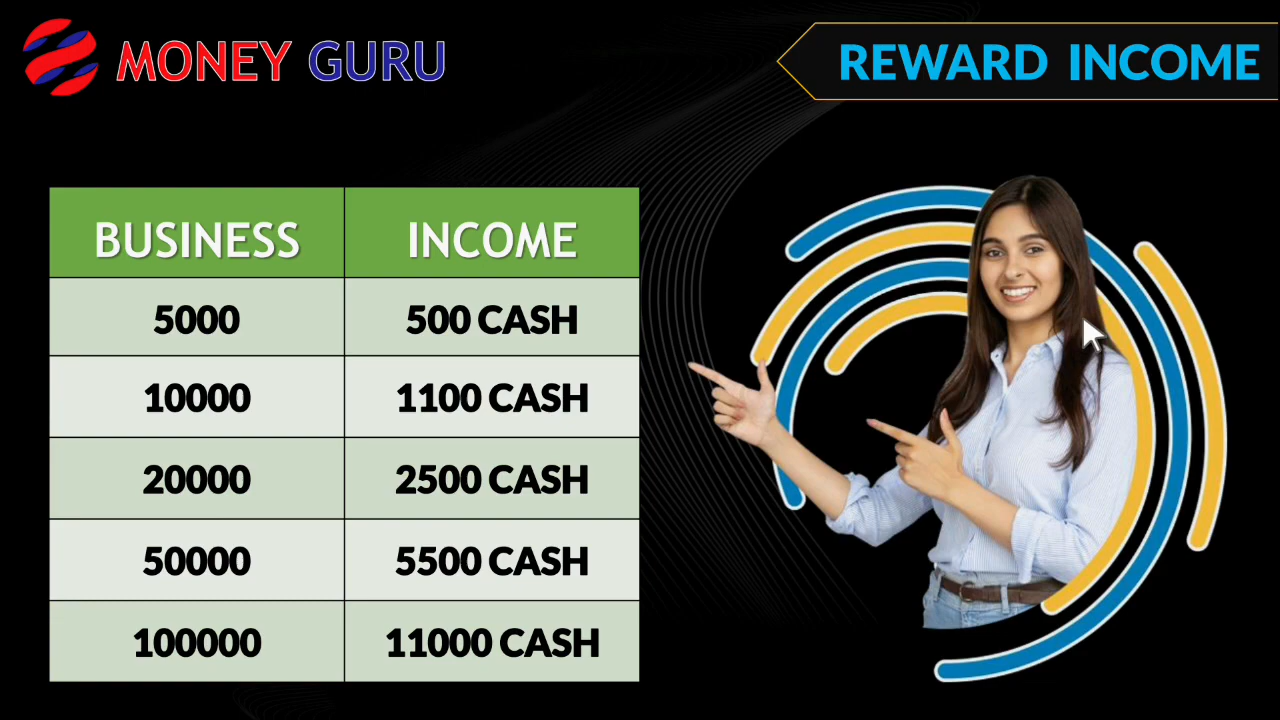 MONEY GURU
REWARD INCOME
BUSINESS INCOME
5000 500 CASH
10000 1100 CASH
20000 2500 CASH
50000 5500 CASH
100000 11000 CASH